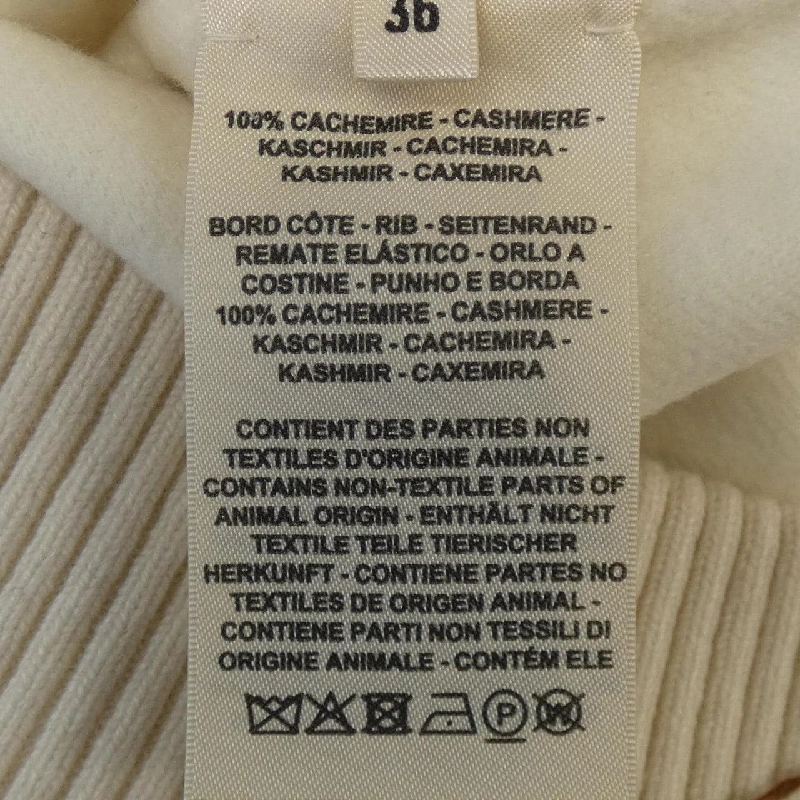 36
100% CACHEMIRE - CASHMERE -
KASCHMIR - CACHEMIRA -
KASHMIR - CAXEMIRA
BORD CÔTE - RIB - SEITENRAND -
REMATE ELÁSTICO - ORLO A
COSTINE - PUNHO E BORDA
100% CACHEMIRE - CASHMERE -
KASCHMIR - CACHEMIRA -
KASHMIR - CAXEMIRA
CONTIENT DES PARTIES NON
TEXTILES D'ORIGINE ANIMALE -
CONTAINS NON-TEXTILE PARTS OF
ANIMAL ORIGIN - ENTHÄLT NICHT
TEXTILE TEILE TIERISCHER
HERKUNFT - CONTIENE PARTES NO
TEXTILES DE ORIGEN ANIMAL -
CONTIENE PARTI NON TESSILI DI
ORIGINE ANIMALE - CONTÉM ELE
P W